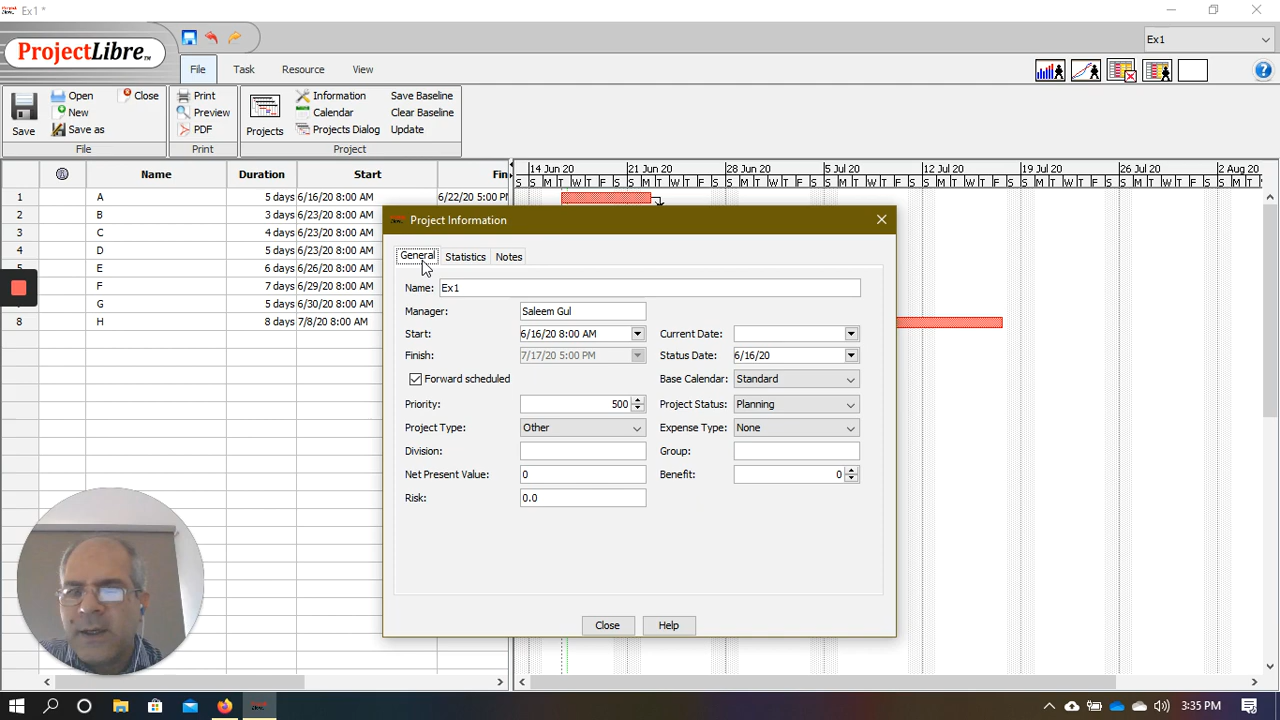 Ex1 *
ProjectLibre™
Ex1
File Task Resource View
Save
Open
New
Save as
Close
File
Print
Preview
PDF
Print
Projects
Information
Calendar
Projects Dialog
Save Baseline
Clear Baseline
Update
Project
Name Duration Start Fin
14 Jun 20 21 Jun 20 28 Jun 20 5 Jul 20 12 Jul 20 19 Jul 20 26 Jul 20 2 Aug 20
S S M T W T F S S M T W T F S S M T W T F S S M T W T F S S M T W T F S S M T W T F S S M T W T F S S M T
1 A 5 days 6/16/20 8:00 AM 6/22/20 5:00 P
2 B 3 days 6/23/20 8:00 AM
3 C 4 days 6/23/20 8:00 AM
4 D 5 days 6/23/20 8:00 AM
5 E 6 days 6/26/20 8:00 AM
F 7 days 6/29/20 8:00 AM
G 5 days 6/30/20 8:00 AM
8 H 8 days 7/8/20 8:00 AM
Project Information
General Statistics Notes
Name: Ex1
Manager: Saleem Gul
Start: 6/16/20 8:00 AM Current Date:
Finish: 7/17/20 5:00 PM Status Date: 6/16/20
Forward scheduled Base Calendar: Standard
Priority: 500 Project Status: Planning
Project Type: Other Expense Type: None
Division: Group:
Net Present Value: 0 Benefit: 0
Risk: 0.0
Close Help
3:35 PM